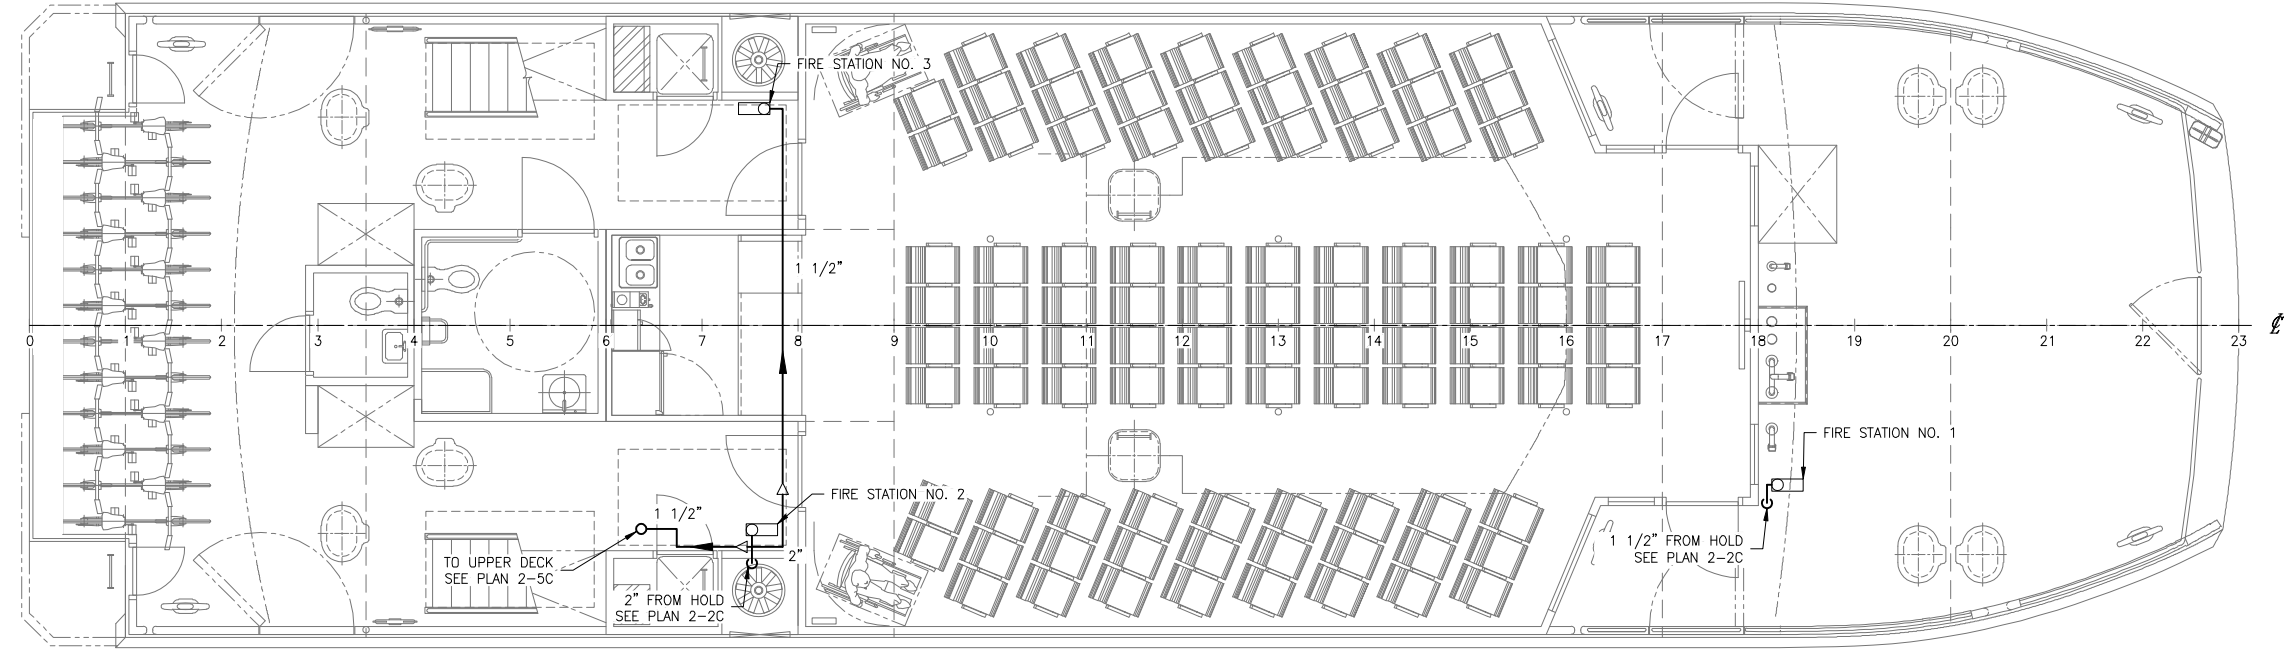 FIRE STATION NO. 3
1 1/2"
0 1 2 3 4 5 6 7 8 9 10 11 12 13 14 15 16 17 18 19 20 21 22 23
℄
FIRE STATION NO. 1
FIRE STATION NO. 2
1 1/2"
2"
1 1/2" FROM HOLD
SEE PLAN 2-2C
TO UPPER DECK
SEE PLAN 2-5C
2" FROM HOLD
SEE PLAN 2-2C